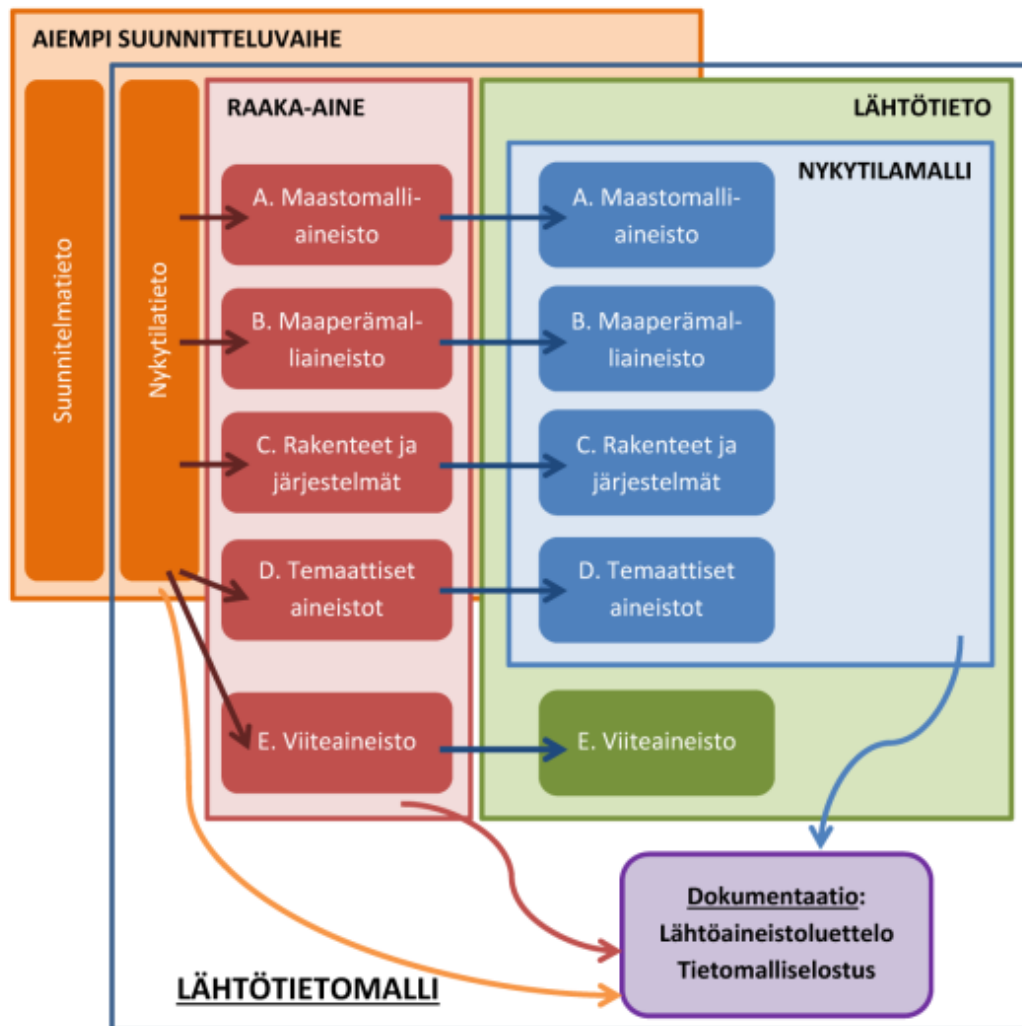 AIEMPI SUUNNITTELUVAIHE
Suunnitelmatieto
Nykytilatieto
RAAKA-AINE
A. Maastomalli-
aineisto
B. Maaperämal-
liaineisto
C. Rakenteet ja
järjestelmät
D. Temaattiset
aineistot
E. Viiteaineisto
LÄHTÖTIETO
NYKYTILAMALLI
A. Maastomalli-
aineisto
B. Maaperämal-
liaineisto
C. Rakenteet ja
järjestelmät
D. Temaattiset
aineistot
E. Viiteaineisto
Dokumentaatio:
Lähtöaineistoluettelo
Tietomalliselostus
LÄHTÖTIETOMALLI